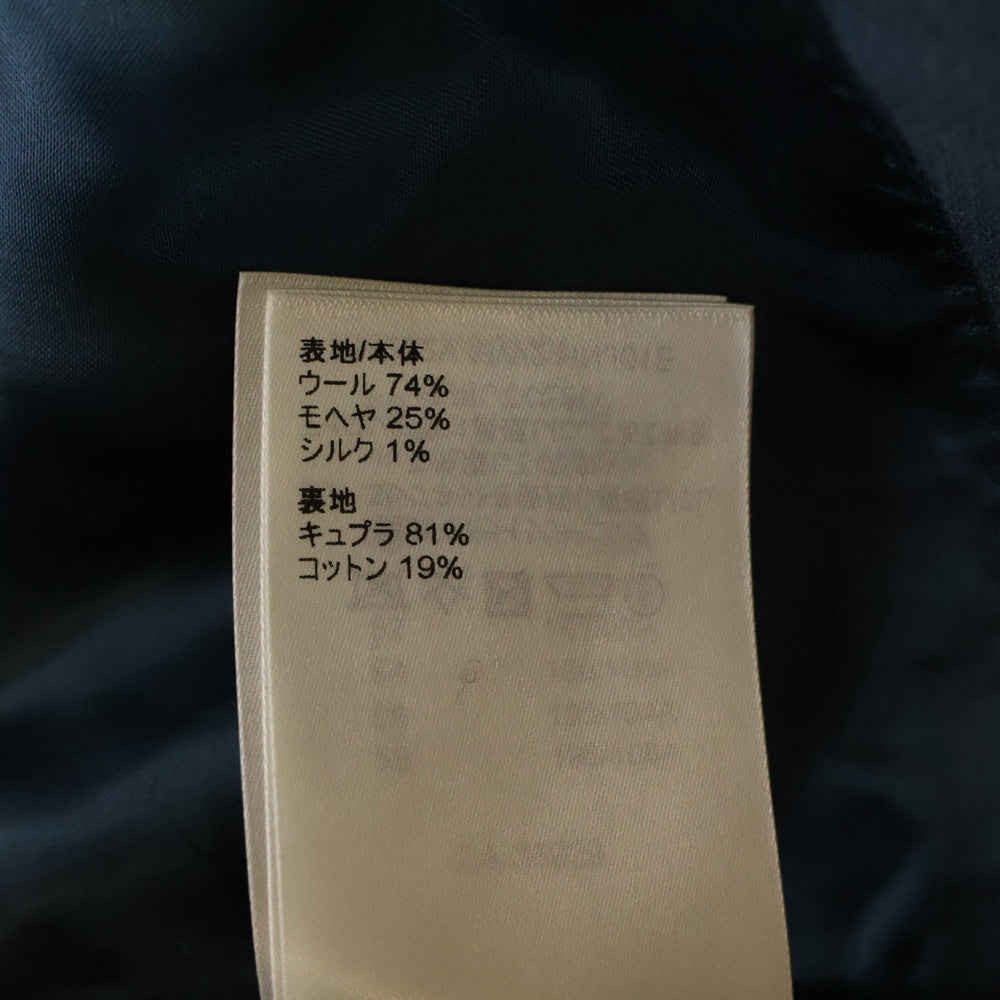 表地/本体
ウール 74%
モヘヤ 25%
シルク 1%
裏地
キュプラ 81%
コットン 19%